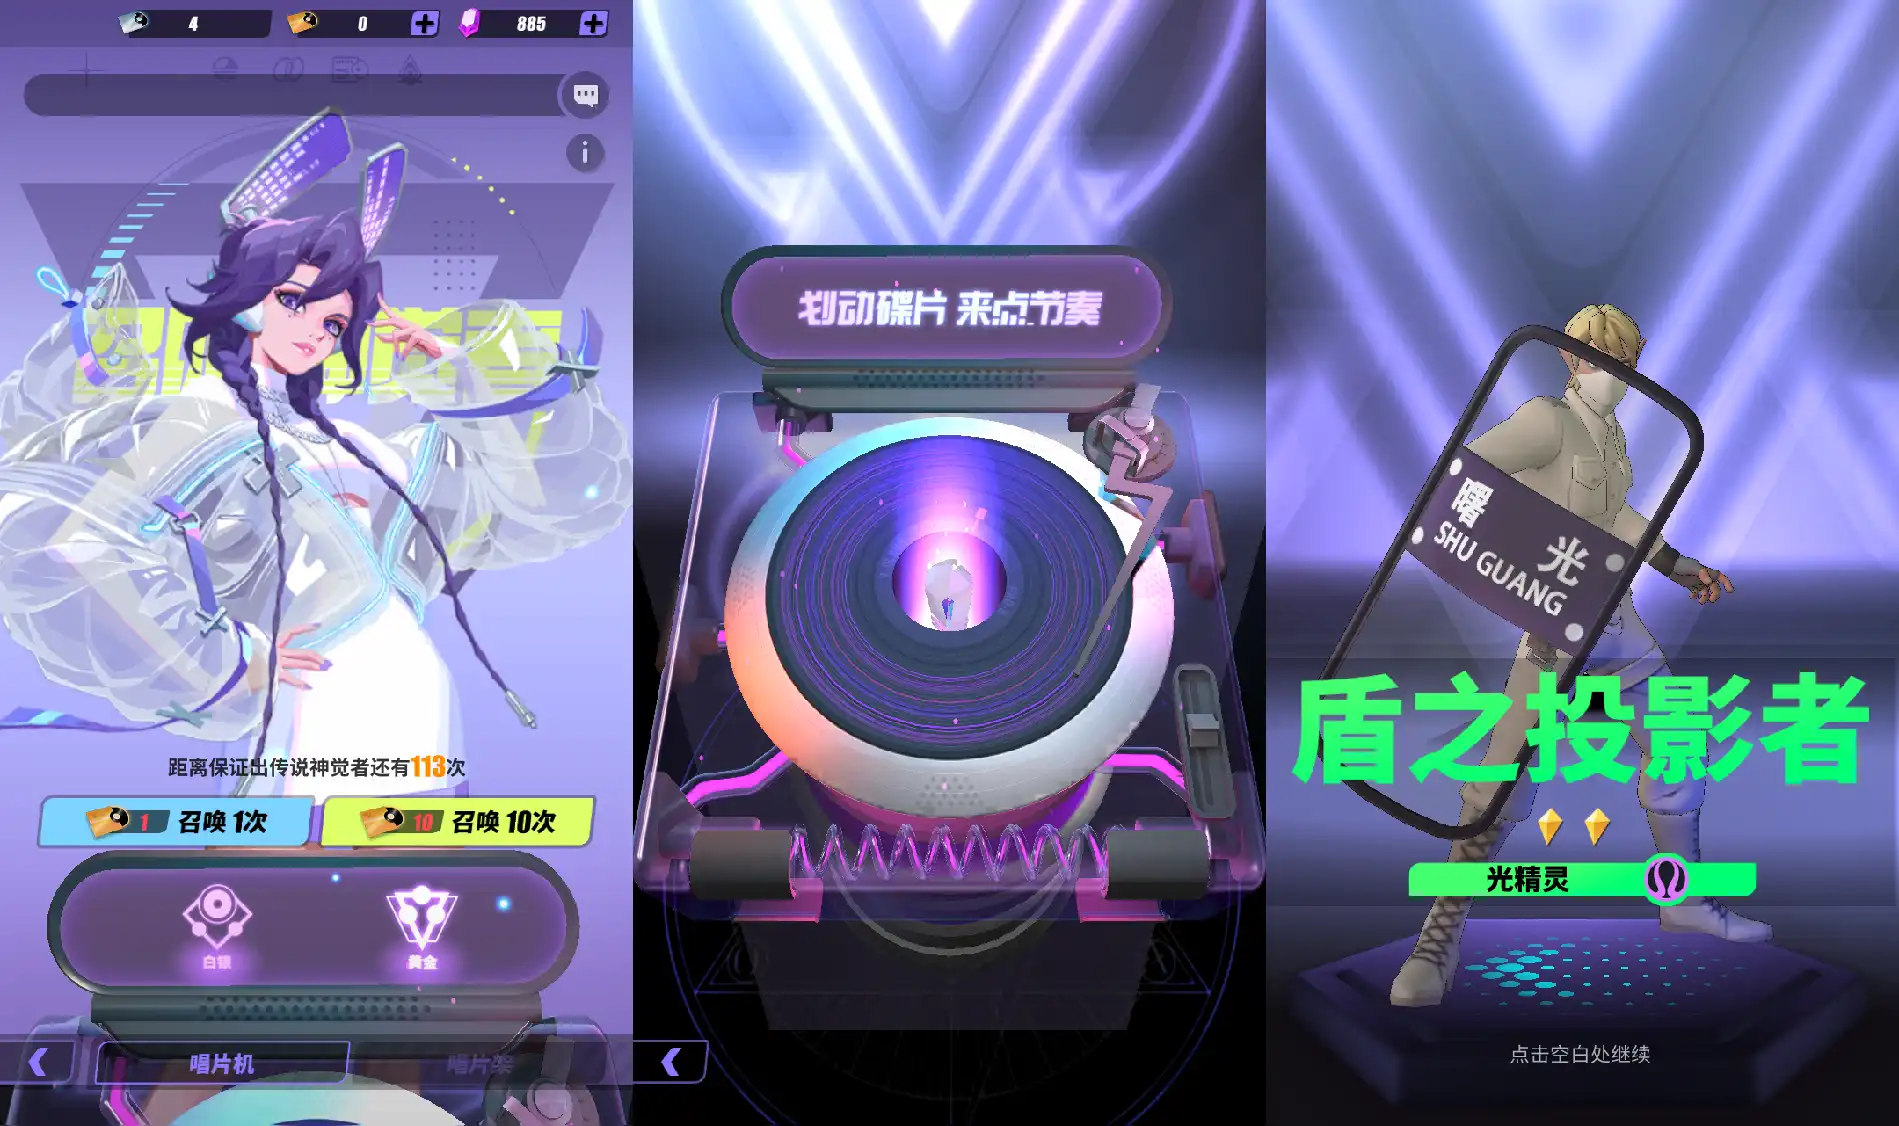 4
0
885
距离保证出传说神觉者还有113次
1 召唤 1次
10 召唤 10次
白银
黄金
唱片机
唱片架
划动碟片 来点节奏
曙光
SHU GUANG
盾之投影者
光精灵
点击空白处继续